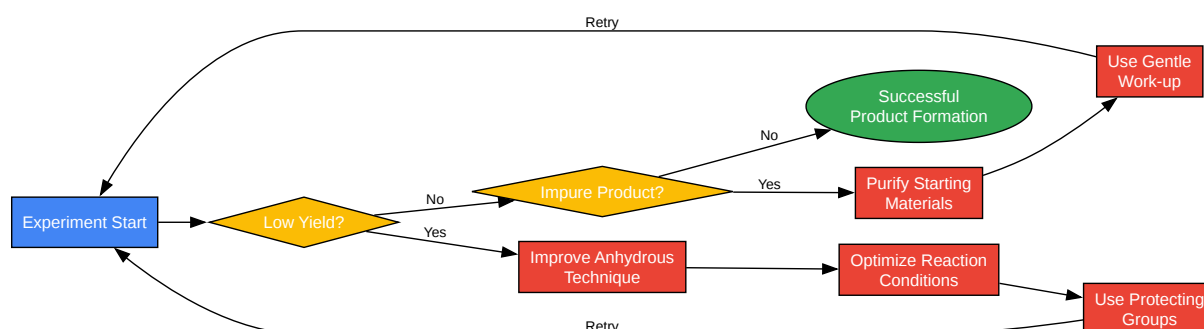 Retry
Use Gentle
Work-up
Successful
Product Formation
No
Impure Product?
Yes
Purify Starting
Materials
Experiment Start
Low Yield?
No
Yes
Improve Anhydrous
Technique
Optimize Reaction
Conditions
Use Protecting
Groups
Retry